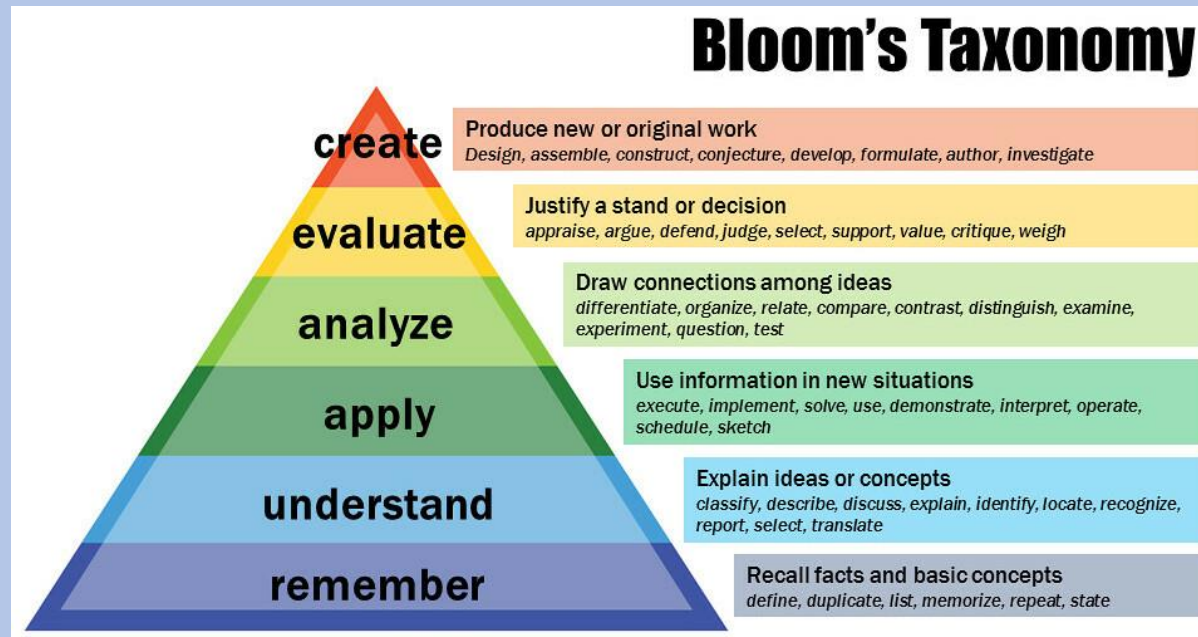 Bloom's Taxonomy
create
Produce new or original work
Design, assemble, construct, conjecture, develop, formulate, author, investigate
evaluate
Justify a stand or decision
appraise, argue, defend, judge, select, support, value, critique, weigh
analyze
Draw connections among ideas
differentiate, organize, relate, compare, contrast, distinguish, examine,
experiment, question, test
apply
Use information in new situations
execute, implement, solve, use, demonstrate, interpret, operate,
schedule, sketch
understand
Explain ideas or concepts
classify, describe, discuss, explain, identify, locate, recognize,
report, select, translate
remember
Recall facts and basic concepts
define, duplicate, list, memorize, repeat, state